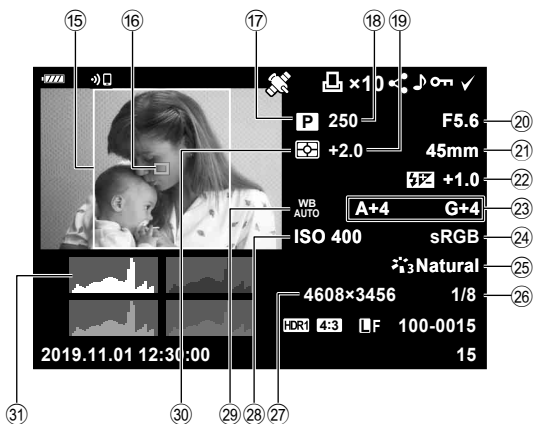 ⑮ ⑯ ⑰ ⑱ ⑲
×10
P 250 F5.6 ⑳
+2.0 45mm ㉑
+1.0 ㉒
WB AUTO A+4 G+4 ㉓
ISO 400 sRGB ㉔
3 Natural ㉕
4608×3456 1/8 ㉖
HDR1 4:3 LF 100-0015
2019.11.01 12:30:00 15
㉛ ㉚ ㉙ ㉘ ㉗